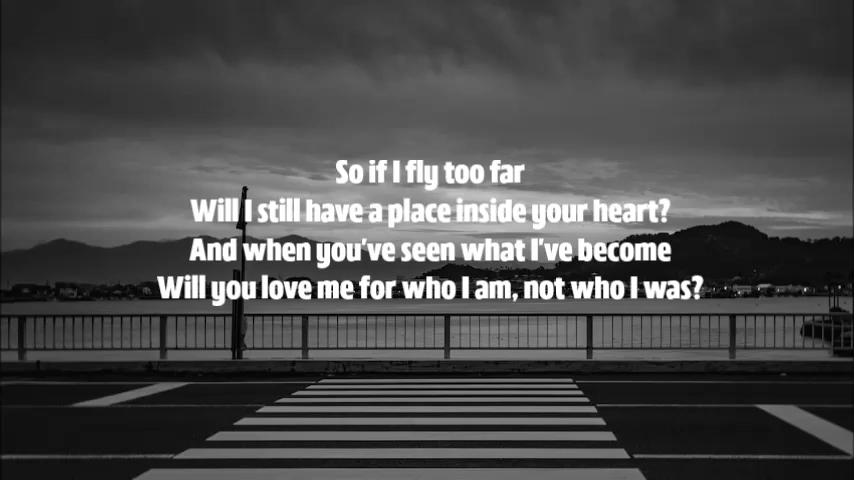 So if I fly too far
Will I still have a place inside your heart?
And when you've seen what I've become
Will you love me for who I am, not who I was?